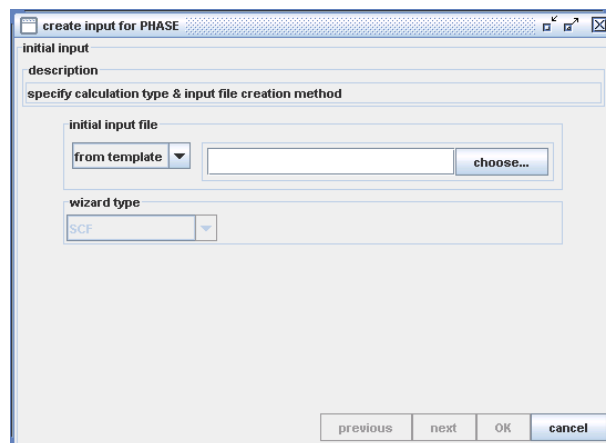 create input for PHASE
initial input
description
specify calculation type & input file creation method
initial input file
from template
choose...
wizard type
SCF
previous next OK cancel